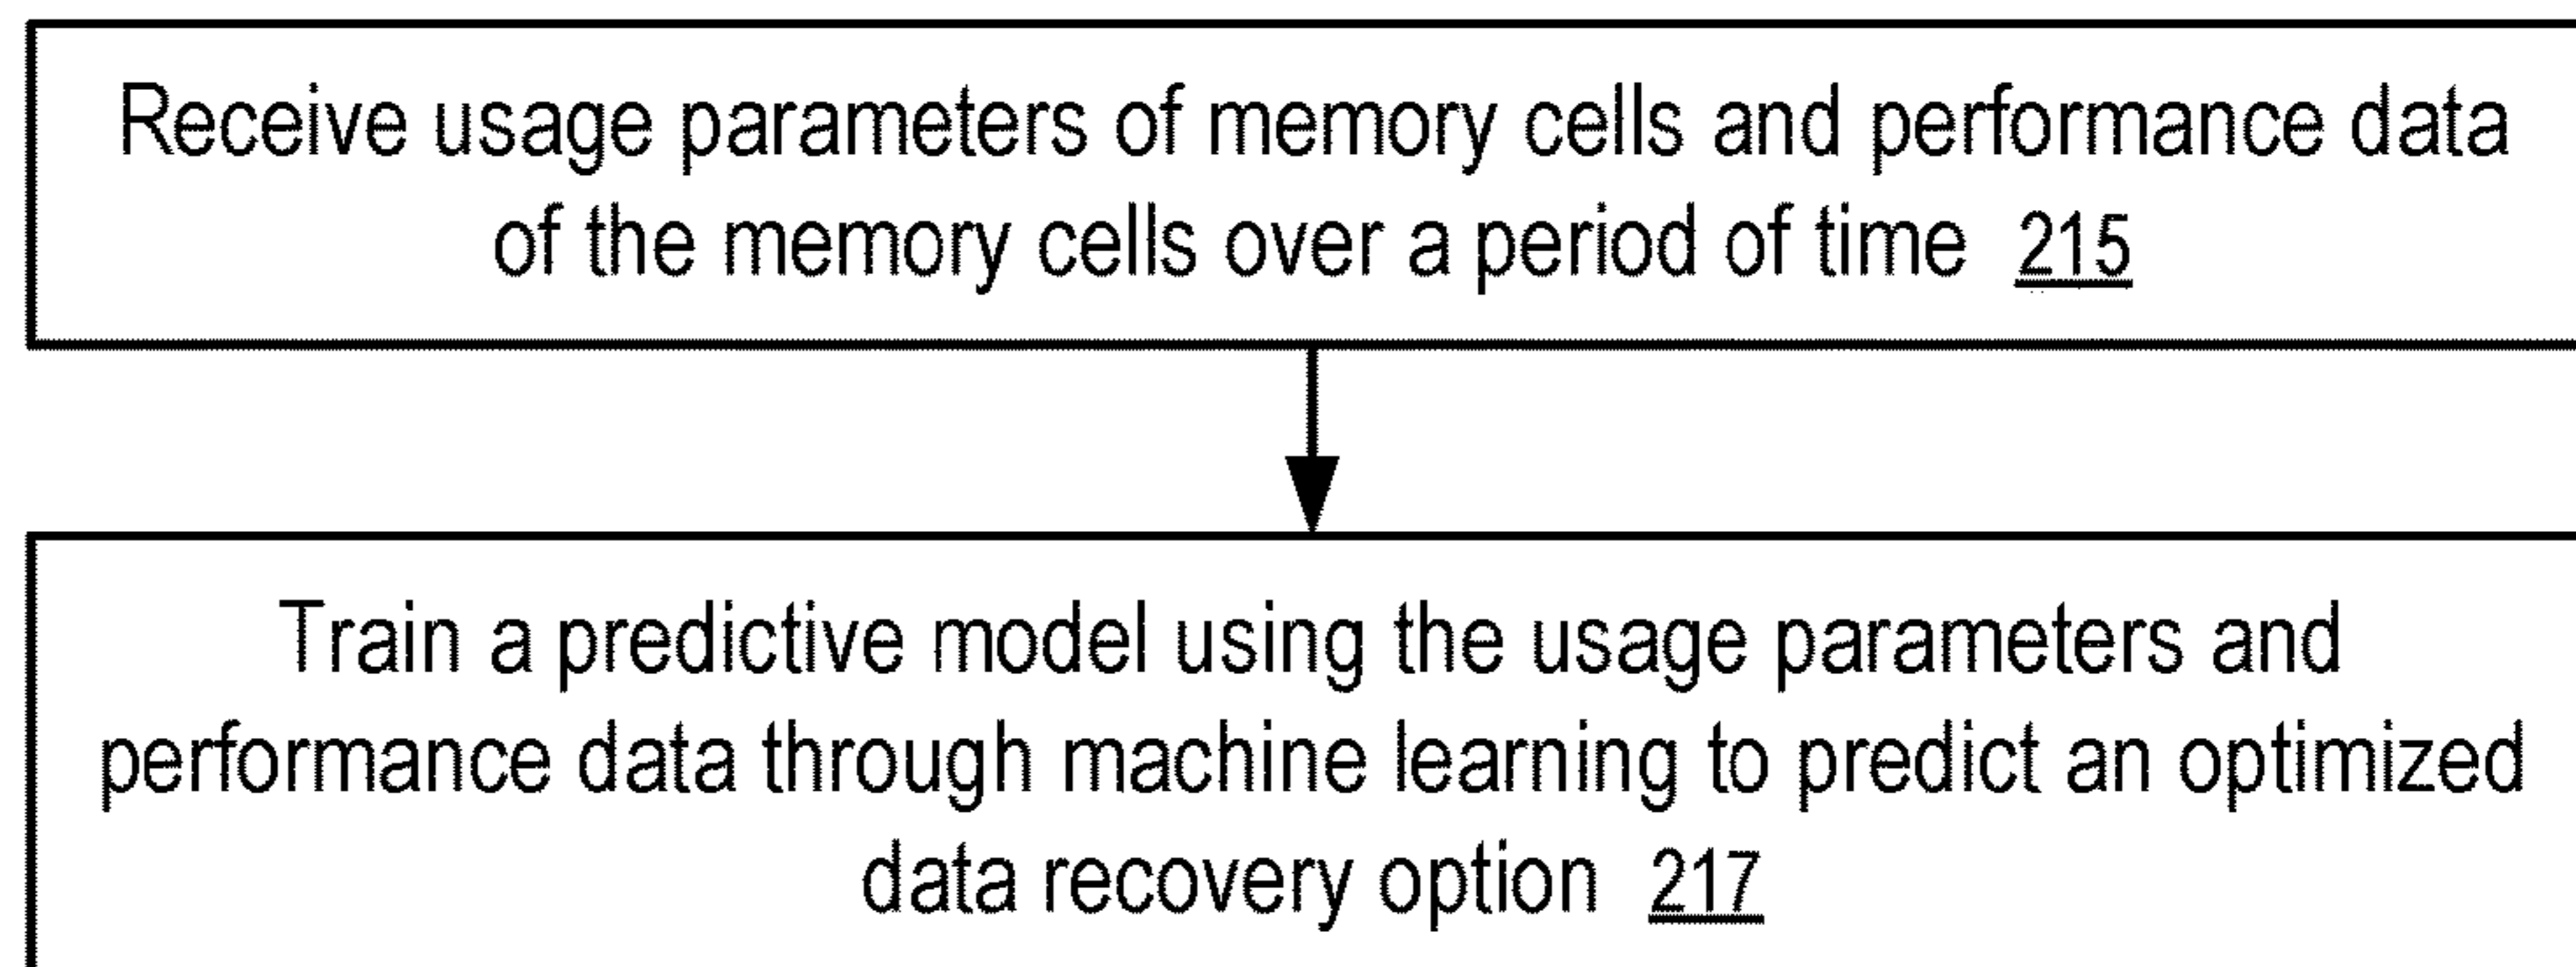 Receive usage parameters of memory cells and performance data
of the memory cells over a period of time 215
Train a predictive model using the usage parameters and
performance data through machine learning to predict an optimized
data recovery option 217